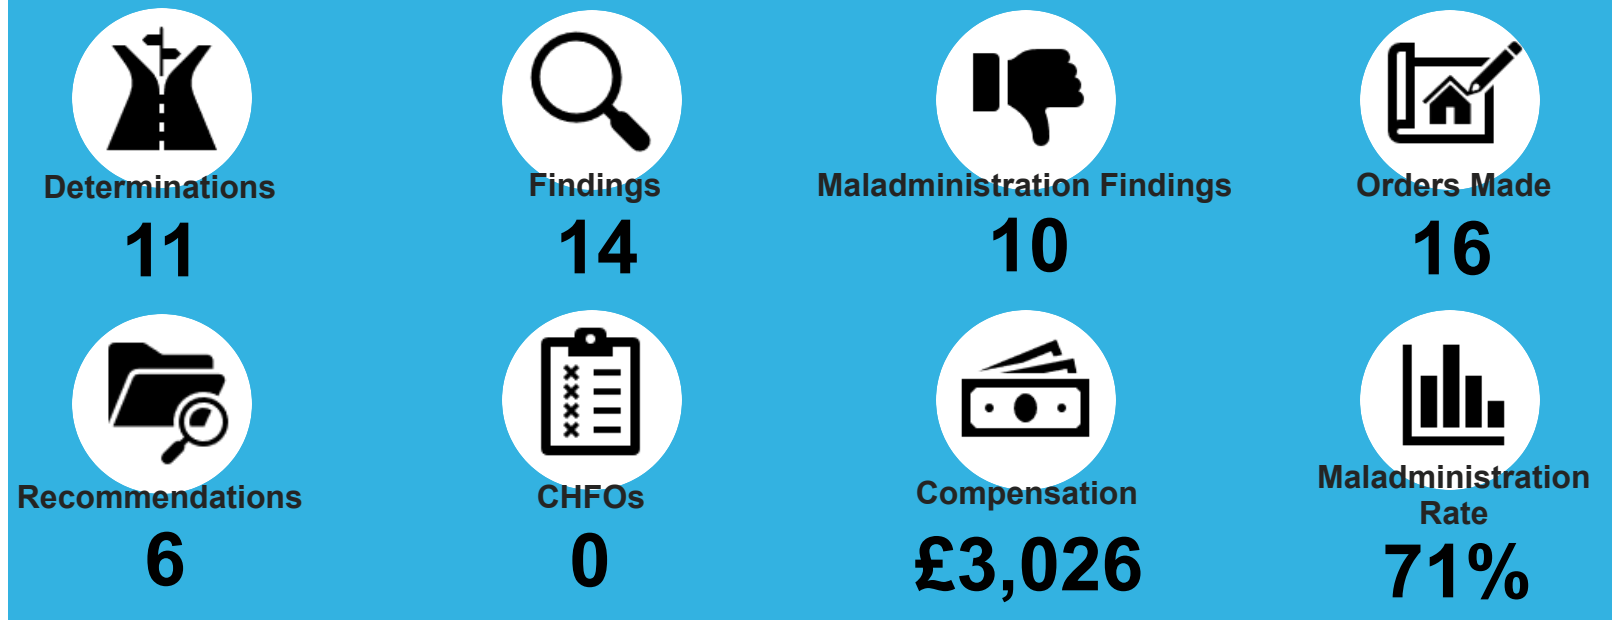 Determinations
11
Findings
14
Maladministration Findings
10
Orders Made
16
Recommendations
6
CHFOs
0
Compensation
£3,026
Maladministration
Rate
71%